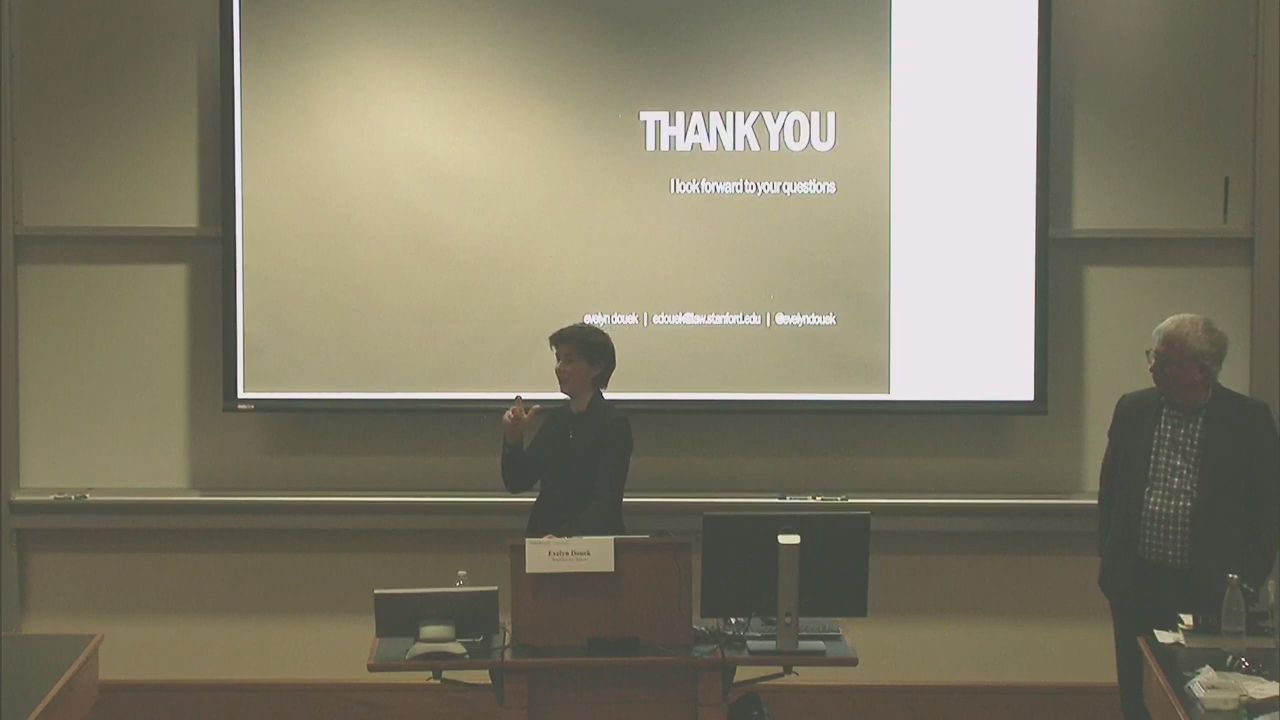 THANK YOU
I look forward to your questions
evelyn douek | edouek@law.stanford.edu | @evelyndouek
Evelyn Douek